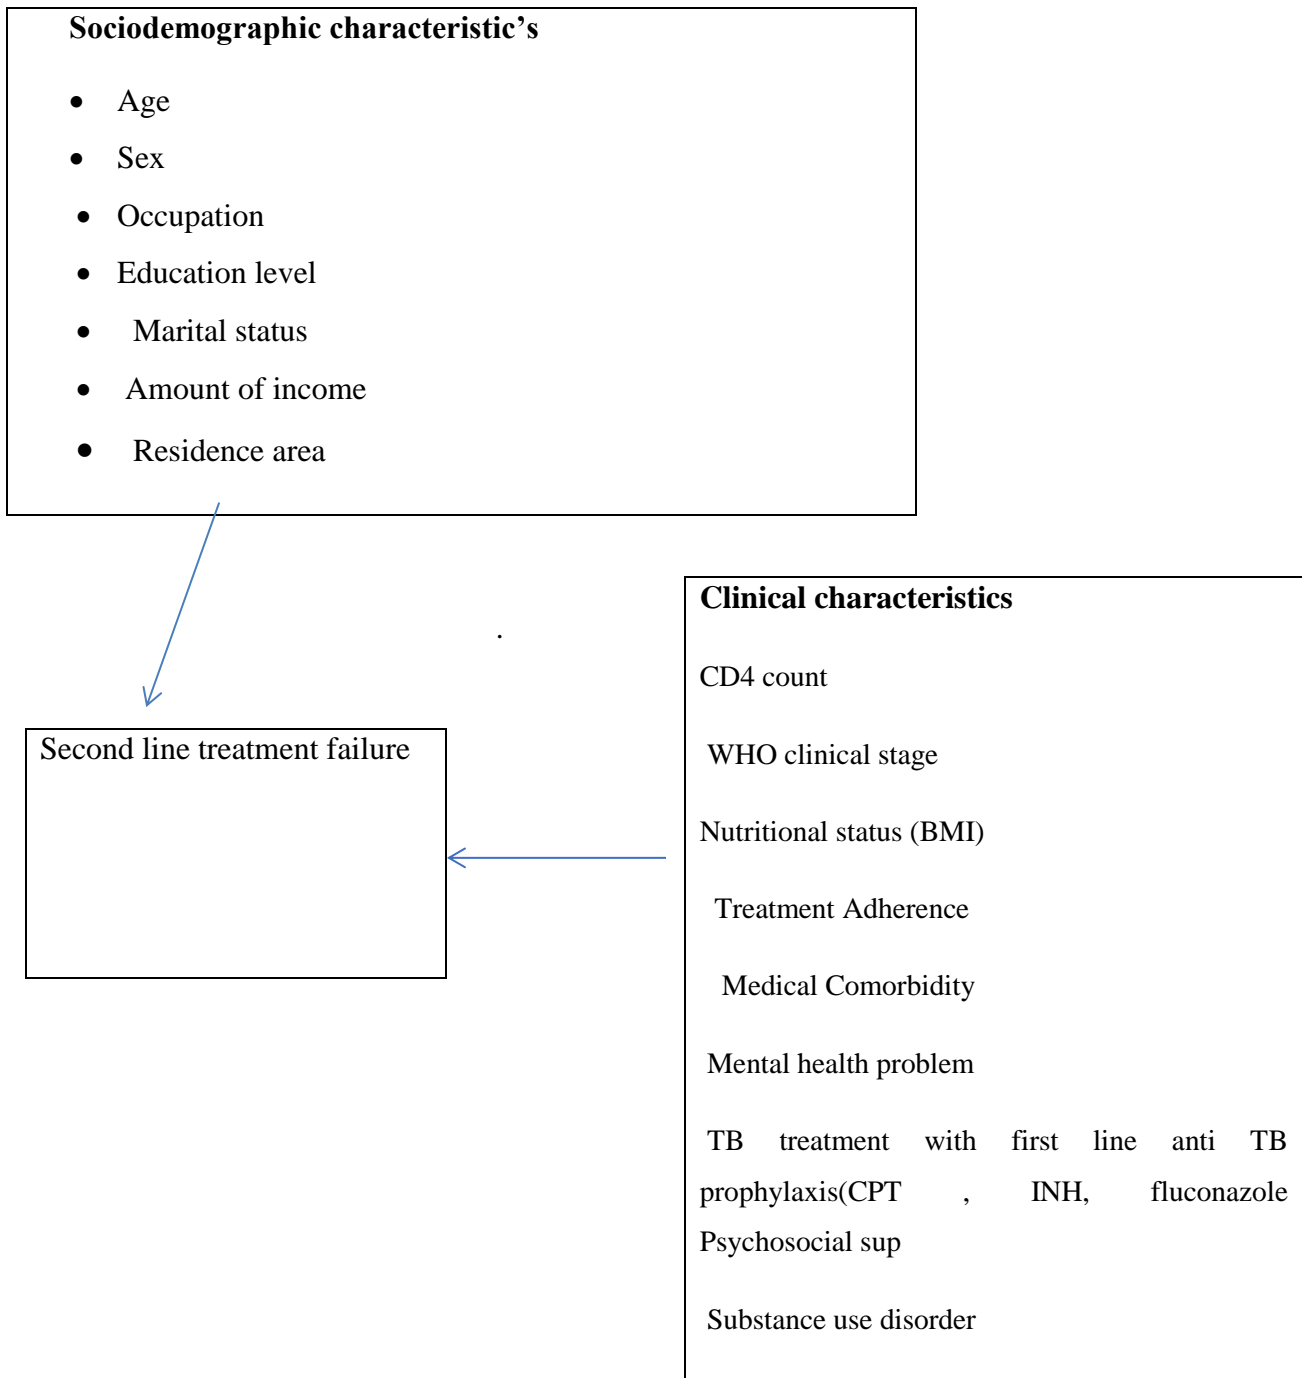 Sociodemographic characteristic’s
• Age
• Sex
• Occupation
• Education level
• Marital status
• Amount of income
• Residence area
.
Second line treatment failure
Clinical characteristics
CD4 count
WHO clinical stage
Nutritional status (BMI)
Treatment Adherence
Medical Comorbidity
Mental health problem
TB treatment with first line anti TB
prophylaxis(CPT , INH, fluconazole
Psychosocial sup
Substance use disorder